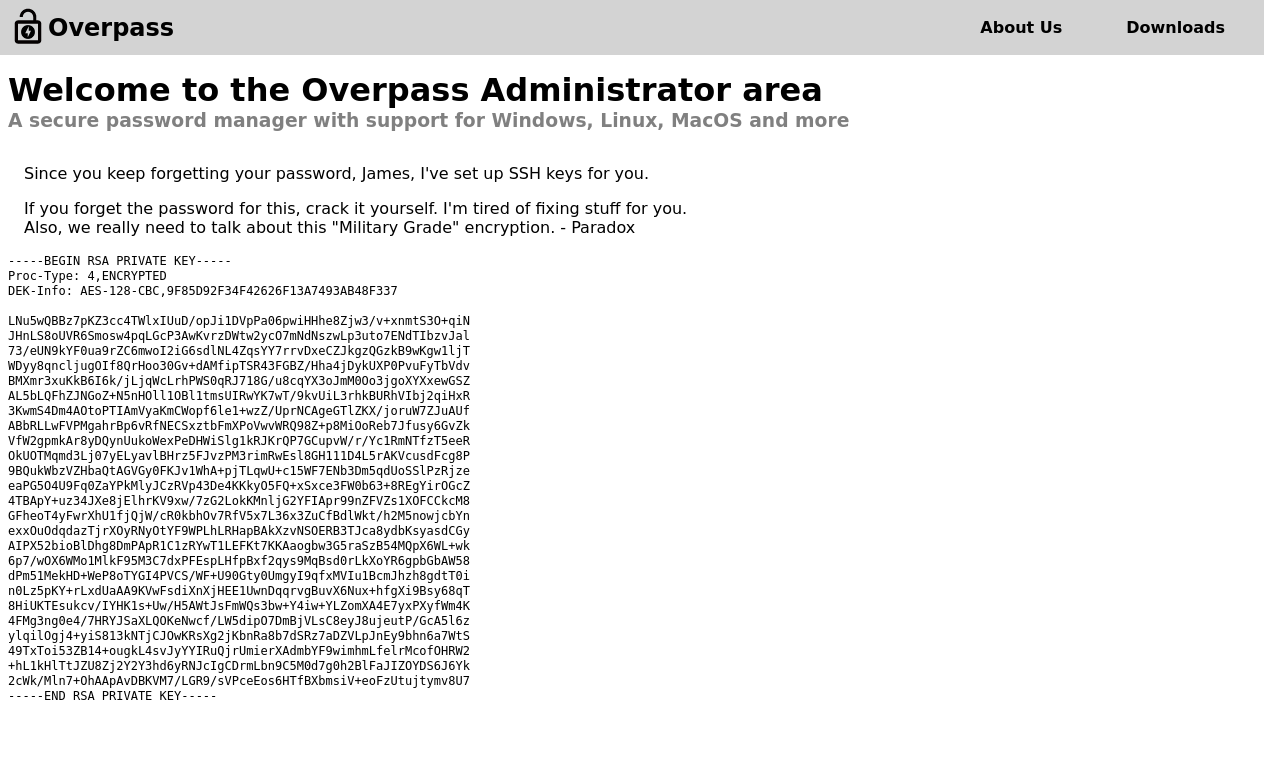 Overpass
About Us
Downloads
Welcome to the Overpass Administrator area
A secure password manager with support for Windows, Linux, MacOS and more
Since you keep forgetting your password, James, I've set up SSH keys for you.
If you forget the password for this, crack it yourself. I'm tired of fixing stuff for you.
Also, we really need to talk about this "Military Grade" encryption. - Paradox
-----BEGIN RSA PRIVATE KEY-----
Proc-Type: 4,ENCRYPTED
DEK-Info: AES-128-CBC,9F85D92F34F42626F13A7493AB48F337

LNu5wQBBz7pKZ3cc4TWlxIUuD/opJi1DVpPa06pwiHHhe8Zjw3/v+xnmtS3O+qiN
JHnLS8oUVR6Smosw4pqLGcP3AwKvrzDWtw2ycO7mNdNszwLp3uto7ENdTIbzvJal
73/eUN9kYF0ua9rZC6mwoI2iG6sdlNL4ZqsYY7rrvDxeCZJkgzQGzkB9wKgw1ljT
WDyy8qncljugOIf8QrHoo30Gv+dAMfipTSR43FGBZ/Hha4jDykUXP0PvuFyTbVdv
BMXmr3xuKkB6I6k/jLjqWcLrhPWS0qRJ718G/u8cqYX3oJmM0Oo3jgoXYXxewGSZ
AL5bLQFhZJNGoZ+N5nHOll1OBl1tmsUIRwYK7wT/9kvUiL3rhkBURhVIbj2qiHxR
3KwmS4Dm4AOtoPTIAmVyaKmCWopf6le1+wzZ/UprNCAgeGTlZKX/joruW7ZJuAUf
ABbRLLwFVPMgahrBp6vRfNECSxztbFmXPoVwvWRQ98Z+p8MiOoReb7Jfusy6GvZk
VfW2gpmkAr8yDQynUukoWexPeDHWiSlg1kRJKrQP7GCupvW/r/Yc1RmNTfzT5eeR
OkUOTMqmd3Lj07yELyavlBHrz5FJvzPM3rimRwEsl8GH111D4L5rAKVcusdFcg8P
9BQukWbzVZHbaQtAGVGy0FKJv1WhA+pjTLqwU+c15WF7ENb3Dm5qdUoSSlPzRjze
eaPG5O4U9Fq0ZaYPkMlyJCzRVp43De4KKkyO5FQ+xSxce3FW0b63+8REgYirOGcZ
4TBApY+uz34JXe8jElhrKV9xw/7zG2LokKMnljG2YFIApr99nZFVZs1XOFCCkcM8
GFheoT4yFwrXhU1fjQjW/cR0kbhOv7RfV5x7L36x3ZuCfBdlWkt/h2M5nowjcbYn
exxOuOdqdazTjrXOyRNyOtYF9WPLhLRHapBAkXzvNSOERB3TJca8ydbKsyasdCGy
AIPX52bioBlDhg8DmPApR1C1zRYwT1LEFKt7KKAaogbw3G5raSzB54MQpX6WL+wk
6p7/wOX6WMo1MlkF95M3C7dxPFEspLHfpBxf2qys9MqBsd0rLkXoYR6gpbGbAW58
dPm51MekHD+WeP8oTYGI4PVCS/WF+U90Gty0UmgyI9qfxMVIu1BcmJhzh8gdtT0i
n0Lz5pKY+rLxdUaAA9KVwFsdiXnXjHEE1UwnDqqrvgBuvX6Nux+hfgXi9Bsy68qT
8HiUKTEsukcv/IYHK1s+Uw/H5AWtJsFmWQs3bw+Y4iw+YLZomXA4E7yxPXyfWm4K
4FMg3ng0e4/7HRYJSaXLQOKeNwcf/LW5dipO7DmBjVLsC8eyJ8ujeutP/GcA5l6z
ylqilOgj4+yiS813kNTjCJOwKRsXg2jKbnRa8b7dSRz7aDZVLpJnEy9bhn6a7WtS
49TxToi53ZB14+ougkL4svJyYYIRuQjrUmierXAdmbYF9wimhmLfelrMcofOHRW2
+hL1kHlTtJZU8Zj2Y2Y3hd6yRNJcIgCDrmLbn9C5M0d7g0h2BlFaJIZOYDS6J6Yk
2cWk/Mln7+OhAApAvDBKVM7/LGR9/sVPceEos6HTfBXbmsiV+eoFzUtujtymv8U7
-----END RSA PRIVATE KEY-----